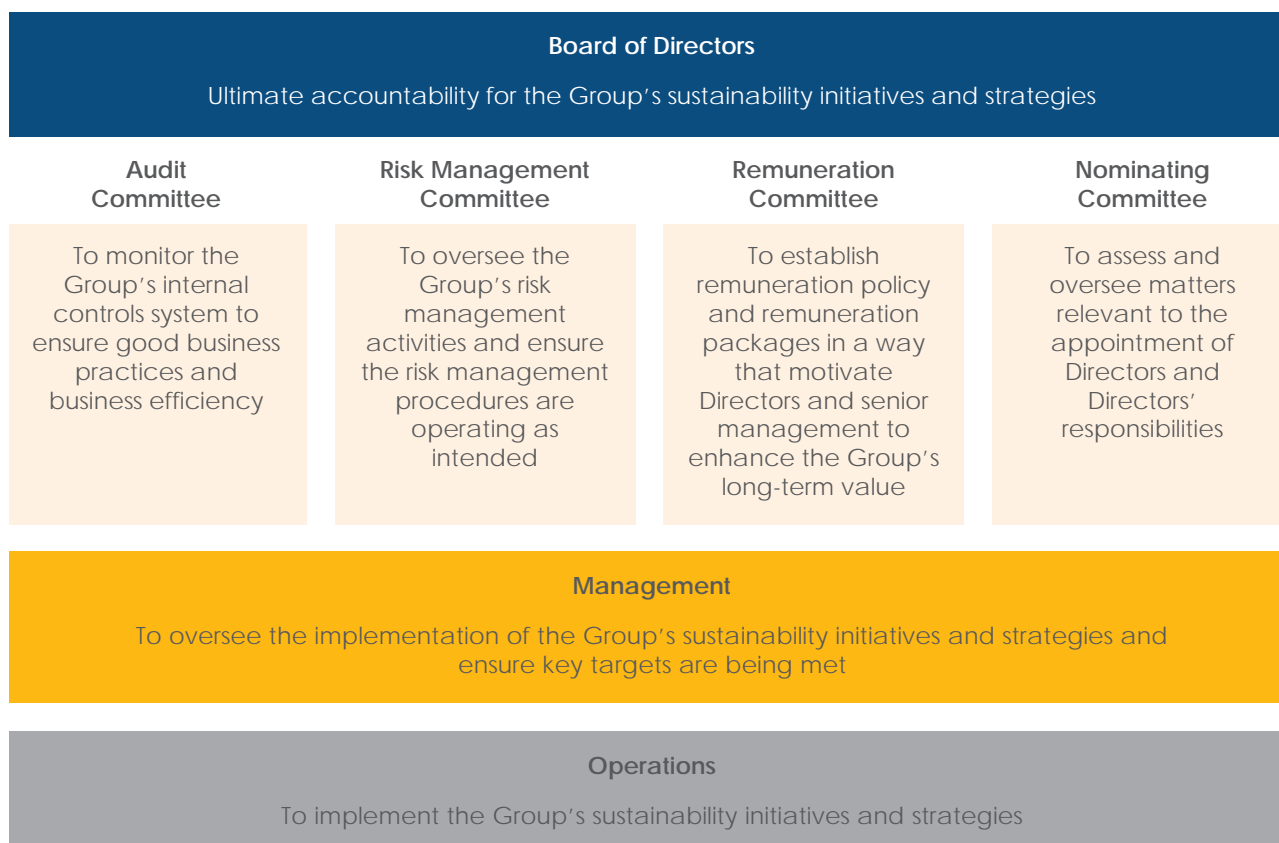 Board of Directors
Ultimate accountability for the Group's sustainability initiatives and strategies
Audit
Committee
To monitor the
Group's internal
controls system to
ensure good business
practices and
business efficiency
Risk Management
Committee
To oversee the
Group's risk
management
activities and ensure
the risk management
procedures are
operating as
intended
Remuneration
Committee
To establish
remuneration policy
and remuneration
packages in a way
that motivate
Directors and senior
management to
enhance the Group's
long-term value
Nominating
Committee
To assess and
oversee matters
relevant to the
appointment of
Directors and
Directors'
responsibilities
Management
To oversee the implementation of the Group's sustainability initiatives and strategies and
ensure key targets are being met
Operations
To implement the Group's sustainability initiatives and strategies